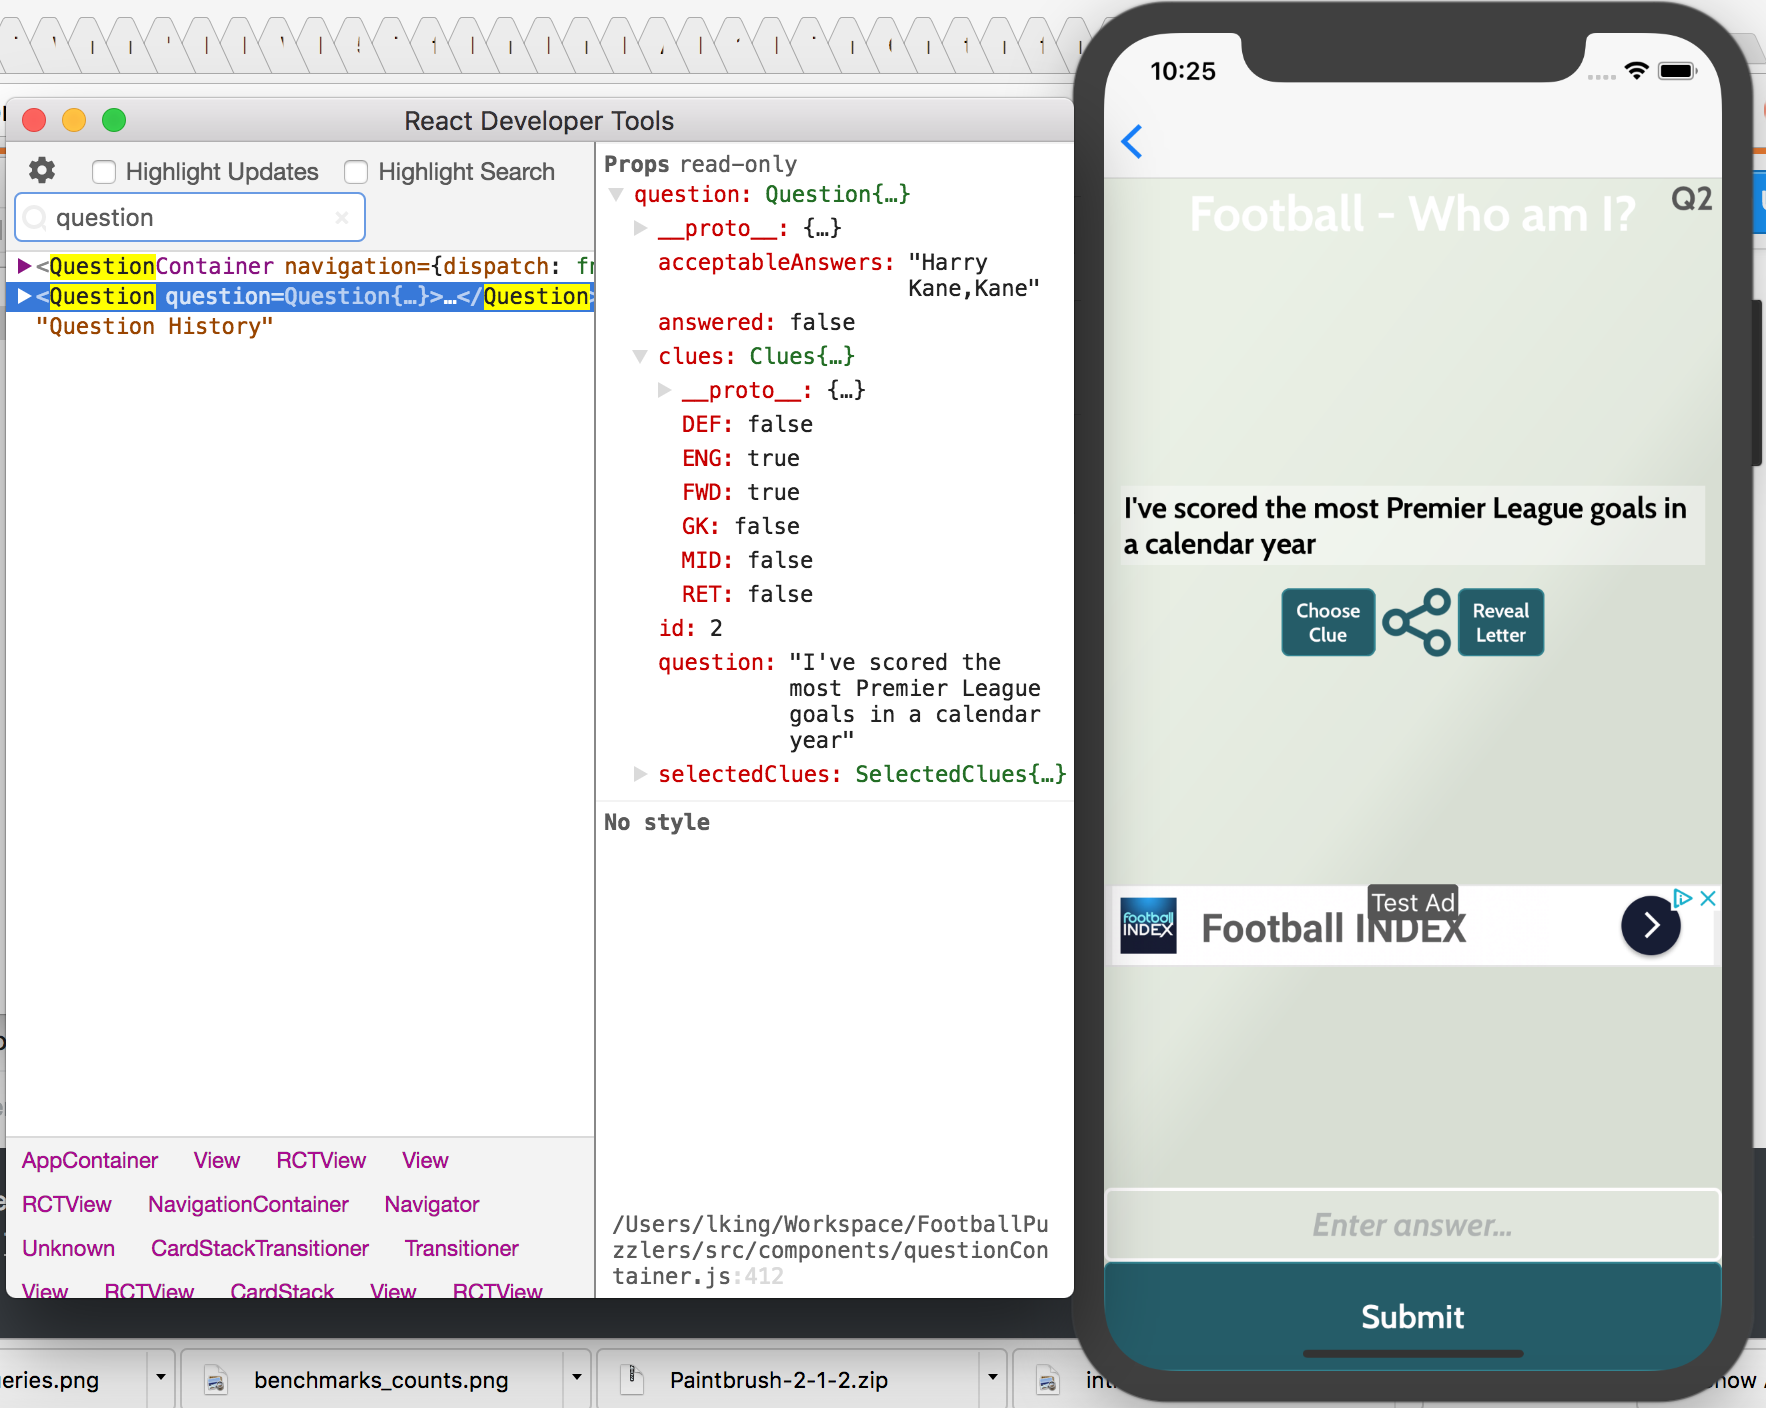 React Developer Tools
Highlight Updates
Highlight Search
question
<QuestionContainer navigation={dispatch: fn
<Question question=Question{…}>…</Question>
"Question History"
AppContainer View RCTView View
RCTView NavigationContainer Navigator
Unknown CardStackTransitioner Transitioner
View RCTView CardStack View RCTView
Props read-only
question: Question{…}
__proto__: {…}
acceptableAnswers: "Harry
Kane,Kane"
answered: false
clues: Clues{…}
__proto__: {…}
DEF: false
ENG: true
FWD: true
GK: false
MID: false
RET: false
id: 2
question: "I've scored the
most Premier League
goals in a calendar
year"
selectedClues: SelectedClues{…}
No style
/Users/lking/Workspace/FootballPu
zzlers/src/components/questionCon
tainer.js:412
10:25
Football - Who am I?
Q2
I've scored the most Premier League goals in
a calendar year
Choose
Clue
Reveal
Letter
Test Ad
football
INDEX
Football INDEX
Enter answer...
Submit
eries.png
benchmarks_counts.png
Paintbrush-2-1-2.zip